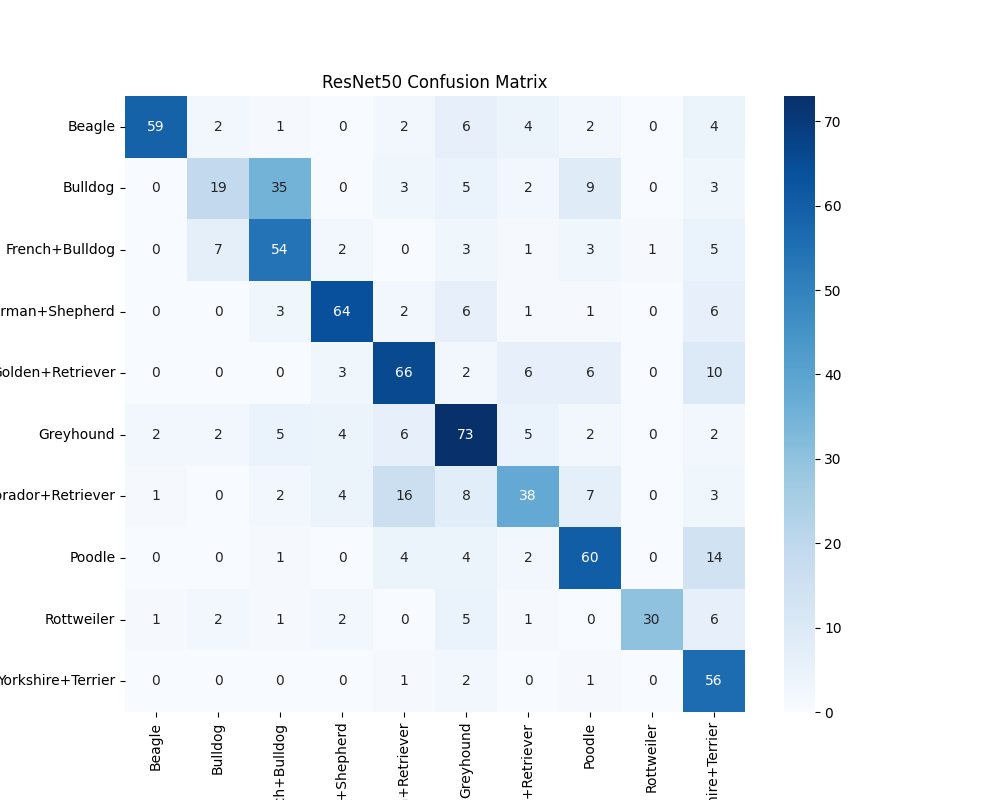 ResNet50 Confusion Matrix
Beagle 59 2 1 0 2 6 4 2 0 4
Bulldog 0 19 35 0 3 5 2 9 0 3
French+Bulldog 0 7 54 2 0 3 1 3 1 5
rman+Shepherd 0 0 3 64 2 6 1 1 0 6
Golden+Retriever 0 0 0 3 66 2 6 6 0 10
Greyhound 2 2 5 4 6 73 5 2 0 2
brador+Retriever 1 0 2 4 16 8 38 7 0 3
Poodle 0 0 1 0 4 4 2 60 0 14
Rottweiler 1 2 1 2 0 5 1 0 30 6
Yorkshire+Terrier 0 0 0 0 1 2 0 1 0 56
Beagle
Bulldog
ch+Bulldog
+Shepherd
n+Retriever
Greyhound
+Retriever
Poodle
Rottweiler
hire+Terrier
70
60
50
40
30
20
10
0